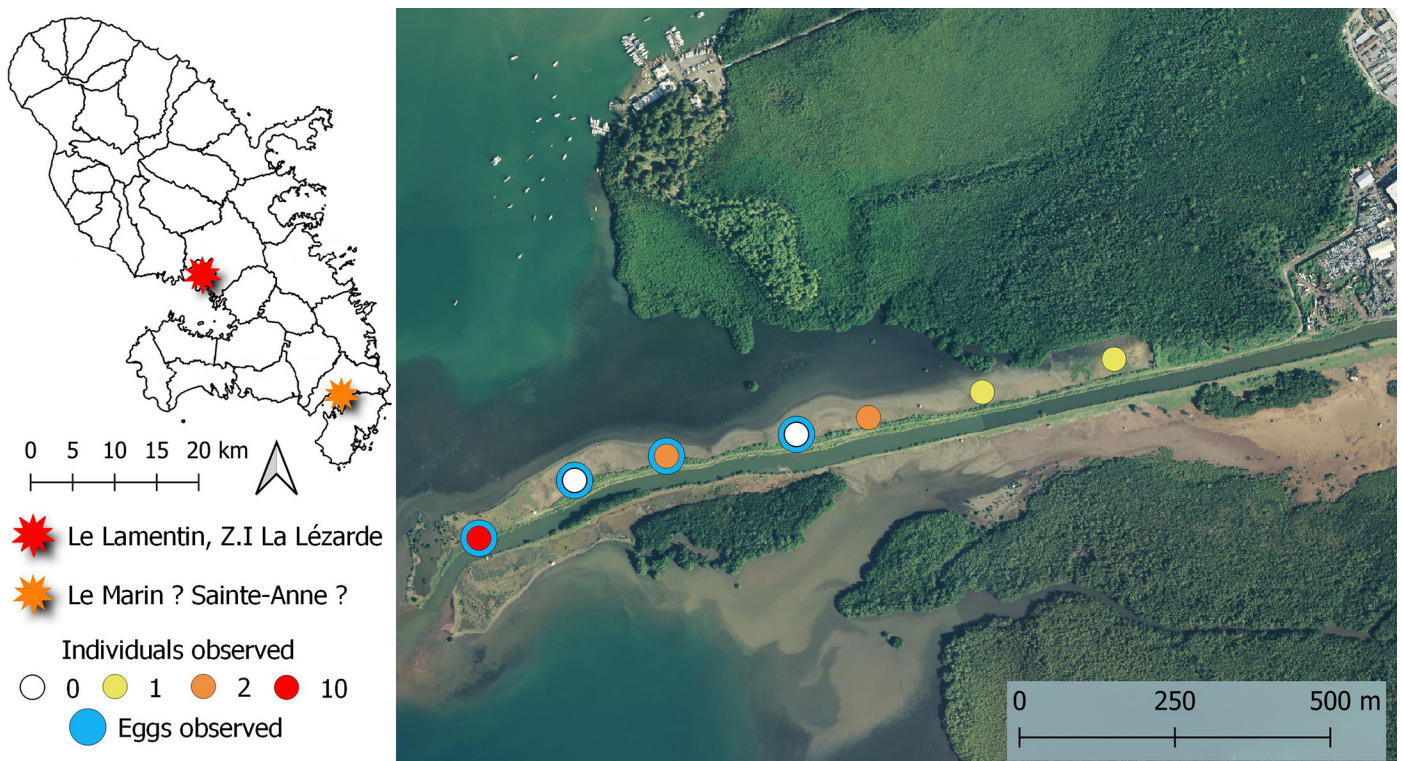 0 5 10 15 20 km
Le Lamentin, Z.I La Lézarde
Le Marin ? Sainte-Anne ?
Individuals observed
0 1 2 10
Eggs observed
0 250 500 m